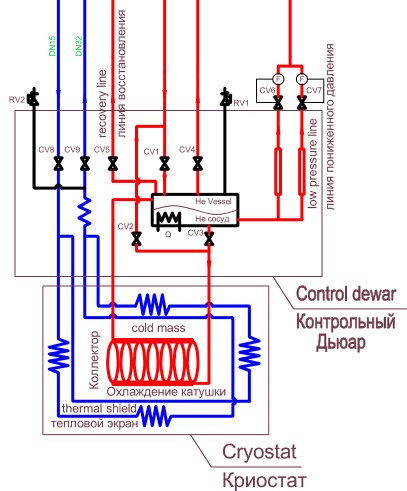 DN15
DN32
recovery line
линия восстановления
RV2
RV1
CV6
CV7
F
F
low pressure line
линия пониженного давления
CV8
CV9
CV5
CV1
CV4
He Vessel
Не сосуд
Q
CV2
CV3
Control dewar
Контрольный
Дьюар
cold mass
Коллектор
Охлаждение катушки
thermal shield
тепловой экран
Cryostat
Криостат